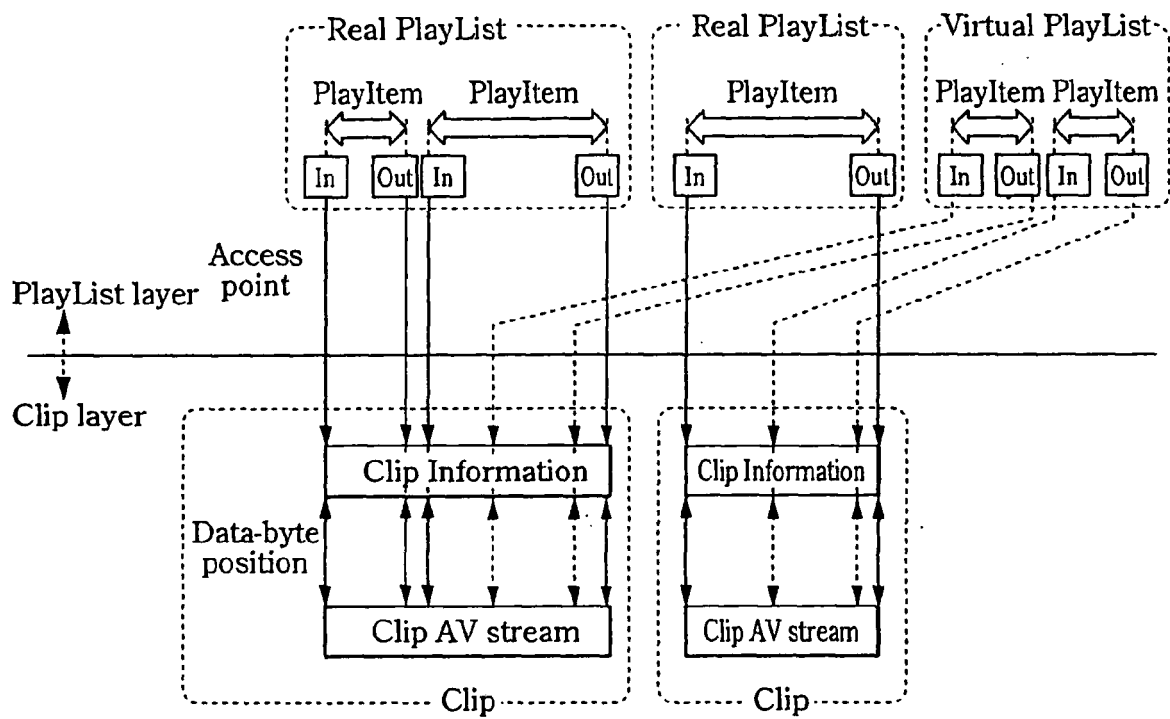 Real PlayList
Real PlayList
Virtual PlayList
PlayItem
PlayItem
PlayItem
PlayItem
PlayItem
In
Out
In
Out
In
Out
In
Out
In
Out
Access
point
PlayList layer
Clip layer
Clip Information
Clip Information
Data-byte
position
Clip AV stream
Clip AV stream
Clip
Clip